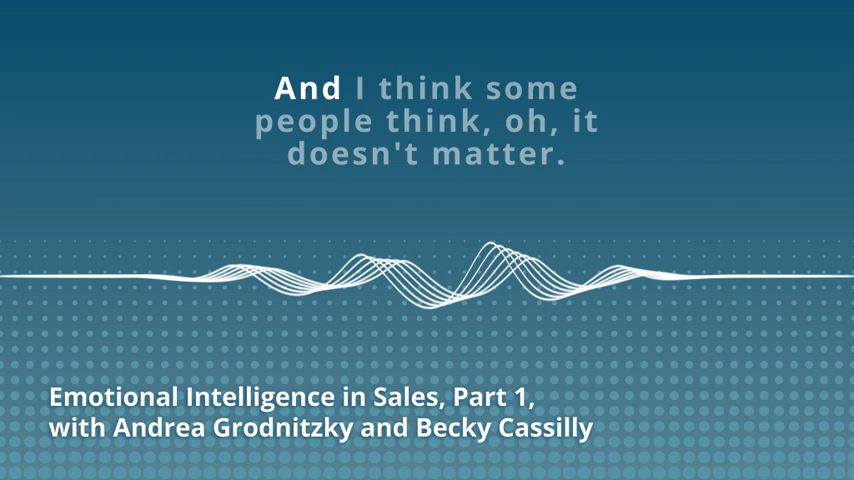 And I think some
people think, oh, it
doesn't matter.
Emotional Intelligence in Sales, Part 1,
with Andrea Grodnitzky and Becky Cassilly